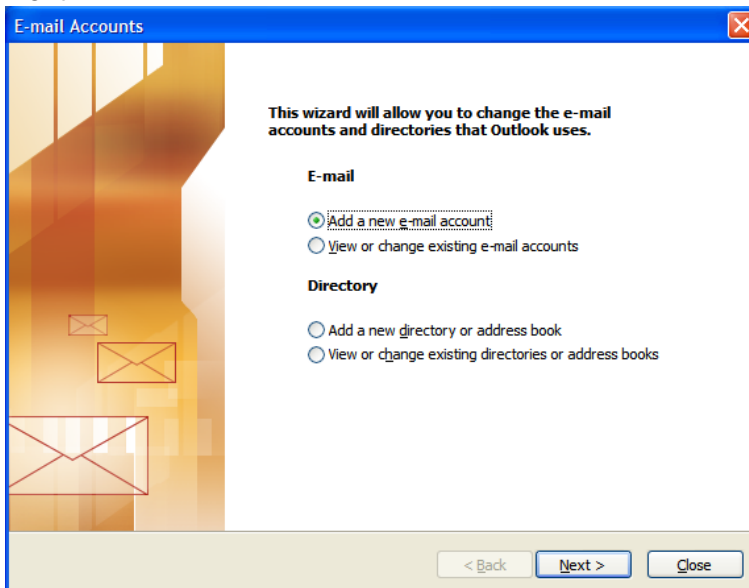 E-mail Accounts
This wizard will allow you to change the e-mail
accounts and directories that Outlook uses.
E-mail
Add a new e-mail account
View or change existing e-mail accounts
Directory
Add a new directory or address book
View or change existing directories or address books
< Back Next > Close